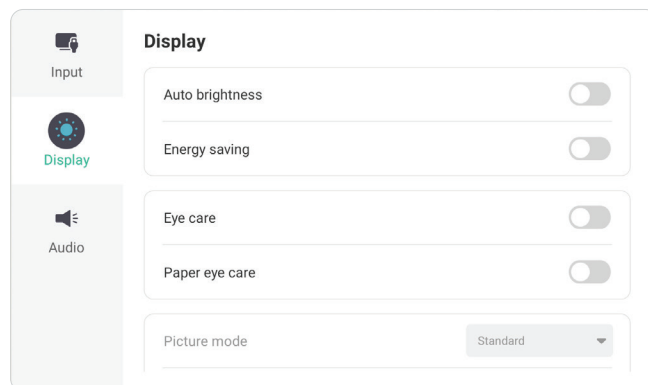 Input
Display
Audio
Display
Auto brightness
Energy saving
Eye care
Paper eye care
Picture mode
Standard